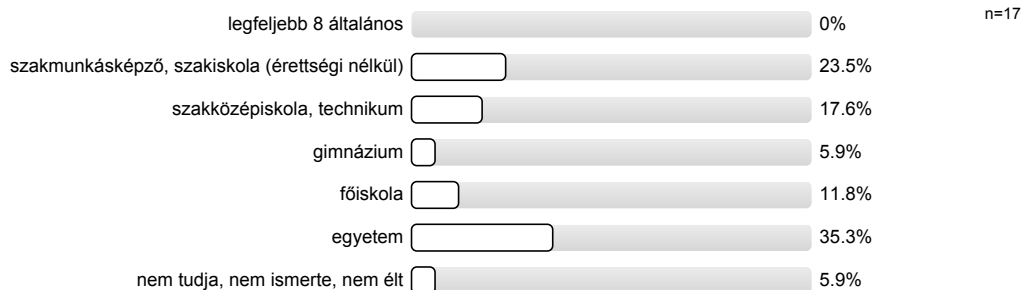 legfeljebb 8 általános 0% n=17
szakmunkásképző, szakiskola (érettségi nélkül) 23.5%
szakközépiskola, technikum 17.6%
gimnázium 5.9%
főiskola 11.8%
egyetem 35.3%
nem tudja, nem ismerte, nem élt 5.9%